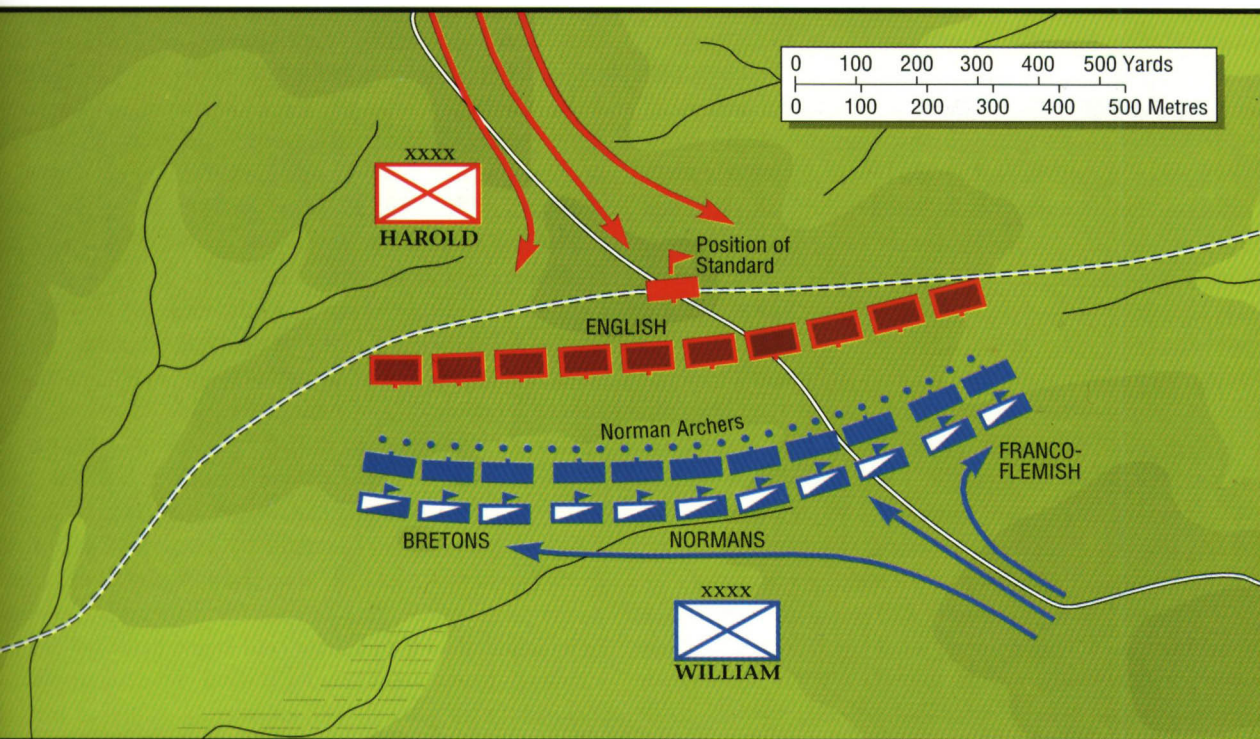 0 100 200 300 400 500 Yards
0 100 200 300 400 500 Metres
XXXX
HAROLD
Position of
Standard
ENGLISH
Norman Archers
FRANCO-
FLEMISH
BRETONS
NORMANS
XXXX
WILLIAM